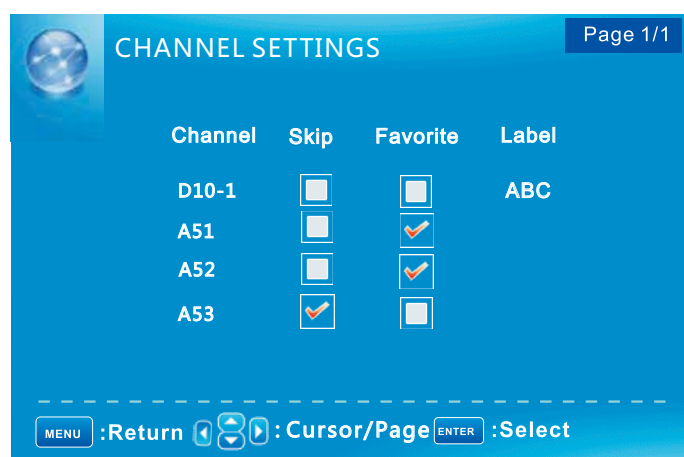 CHANNEL SETTINGS
Page 1/1
Channel Skip Favorite Label
D10-1 ABC
A51
A52
A53
MENU :Return : Cursor/Page ENTER :Select